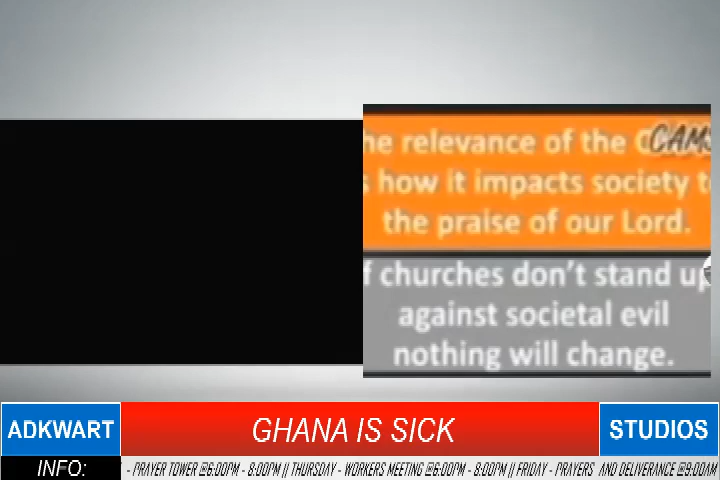 he relevance of the
CAMS
s how it impacts society t
the praise of our Lord.
f churches don't stand up
against societal evil
nothing will change.
ADKWART
GHANA IS SICK
STUDIOS
INFO:
- PRAYER TOWER @6:00PM - 8:00PM || THURSDAY - WORKERS MEETING @6:00PM - 8:00PM || FRIDAY - PRAYERS AND DELIVERANCE @9:00AM